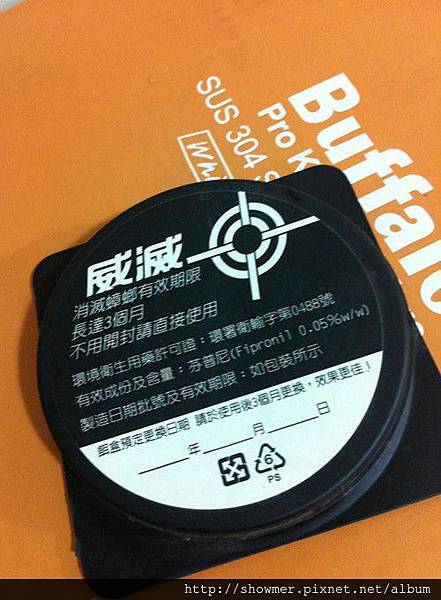 Buffalo
Pro K
SUS 304 S
Whi
威滅
消滅蟑螂有效期限
長達3個月
不用開封請直接使用
環境衛生用藥許可證：環署衛輸字第0488號
有效成份及含量：芬普尼(Fipronil 0.05%w/w)
製造日期批號及有效期限：如包裝所示
餌盒預定更換日期 請於使用後3個月更換，效果更佳！
年 月 日
6
PS
http://showmer.pixnet.net/album